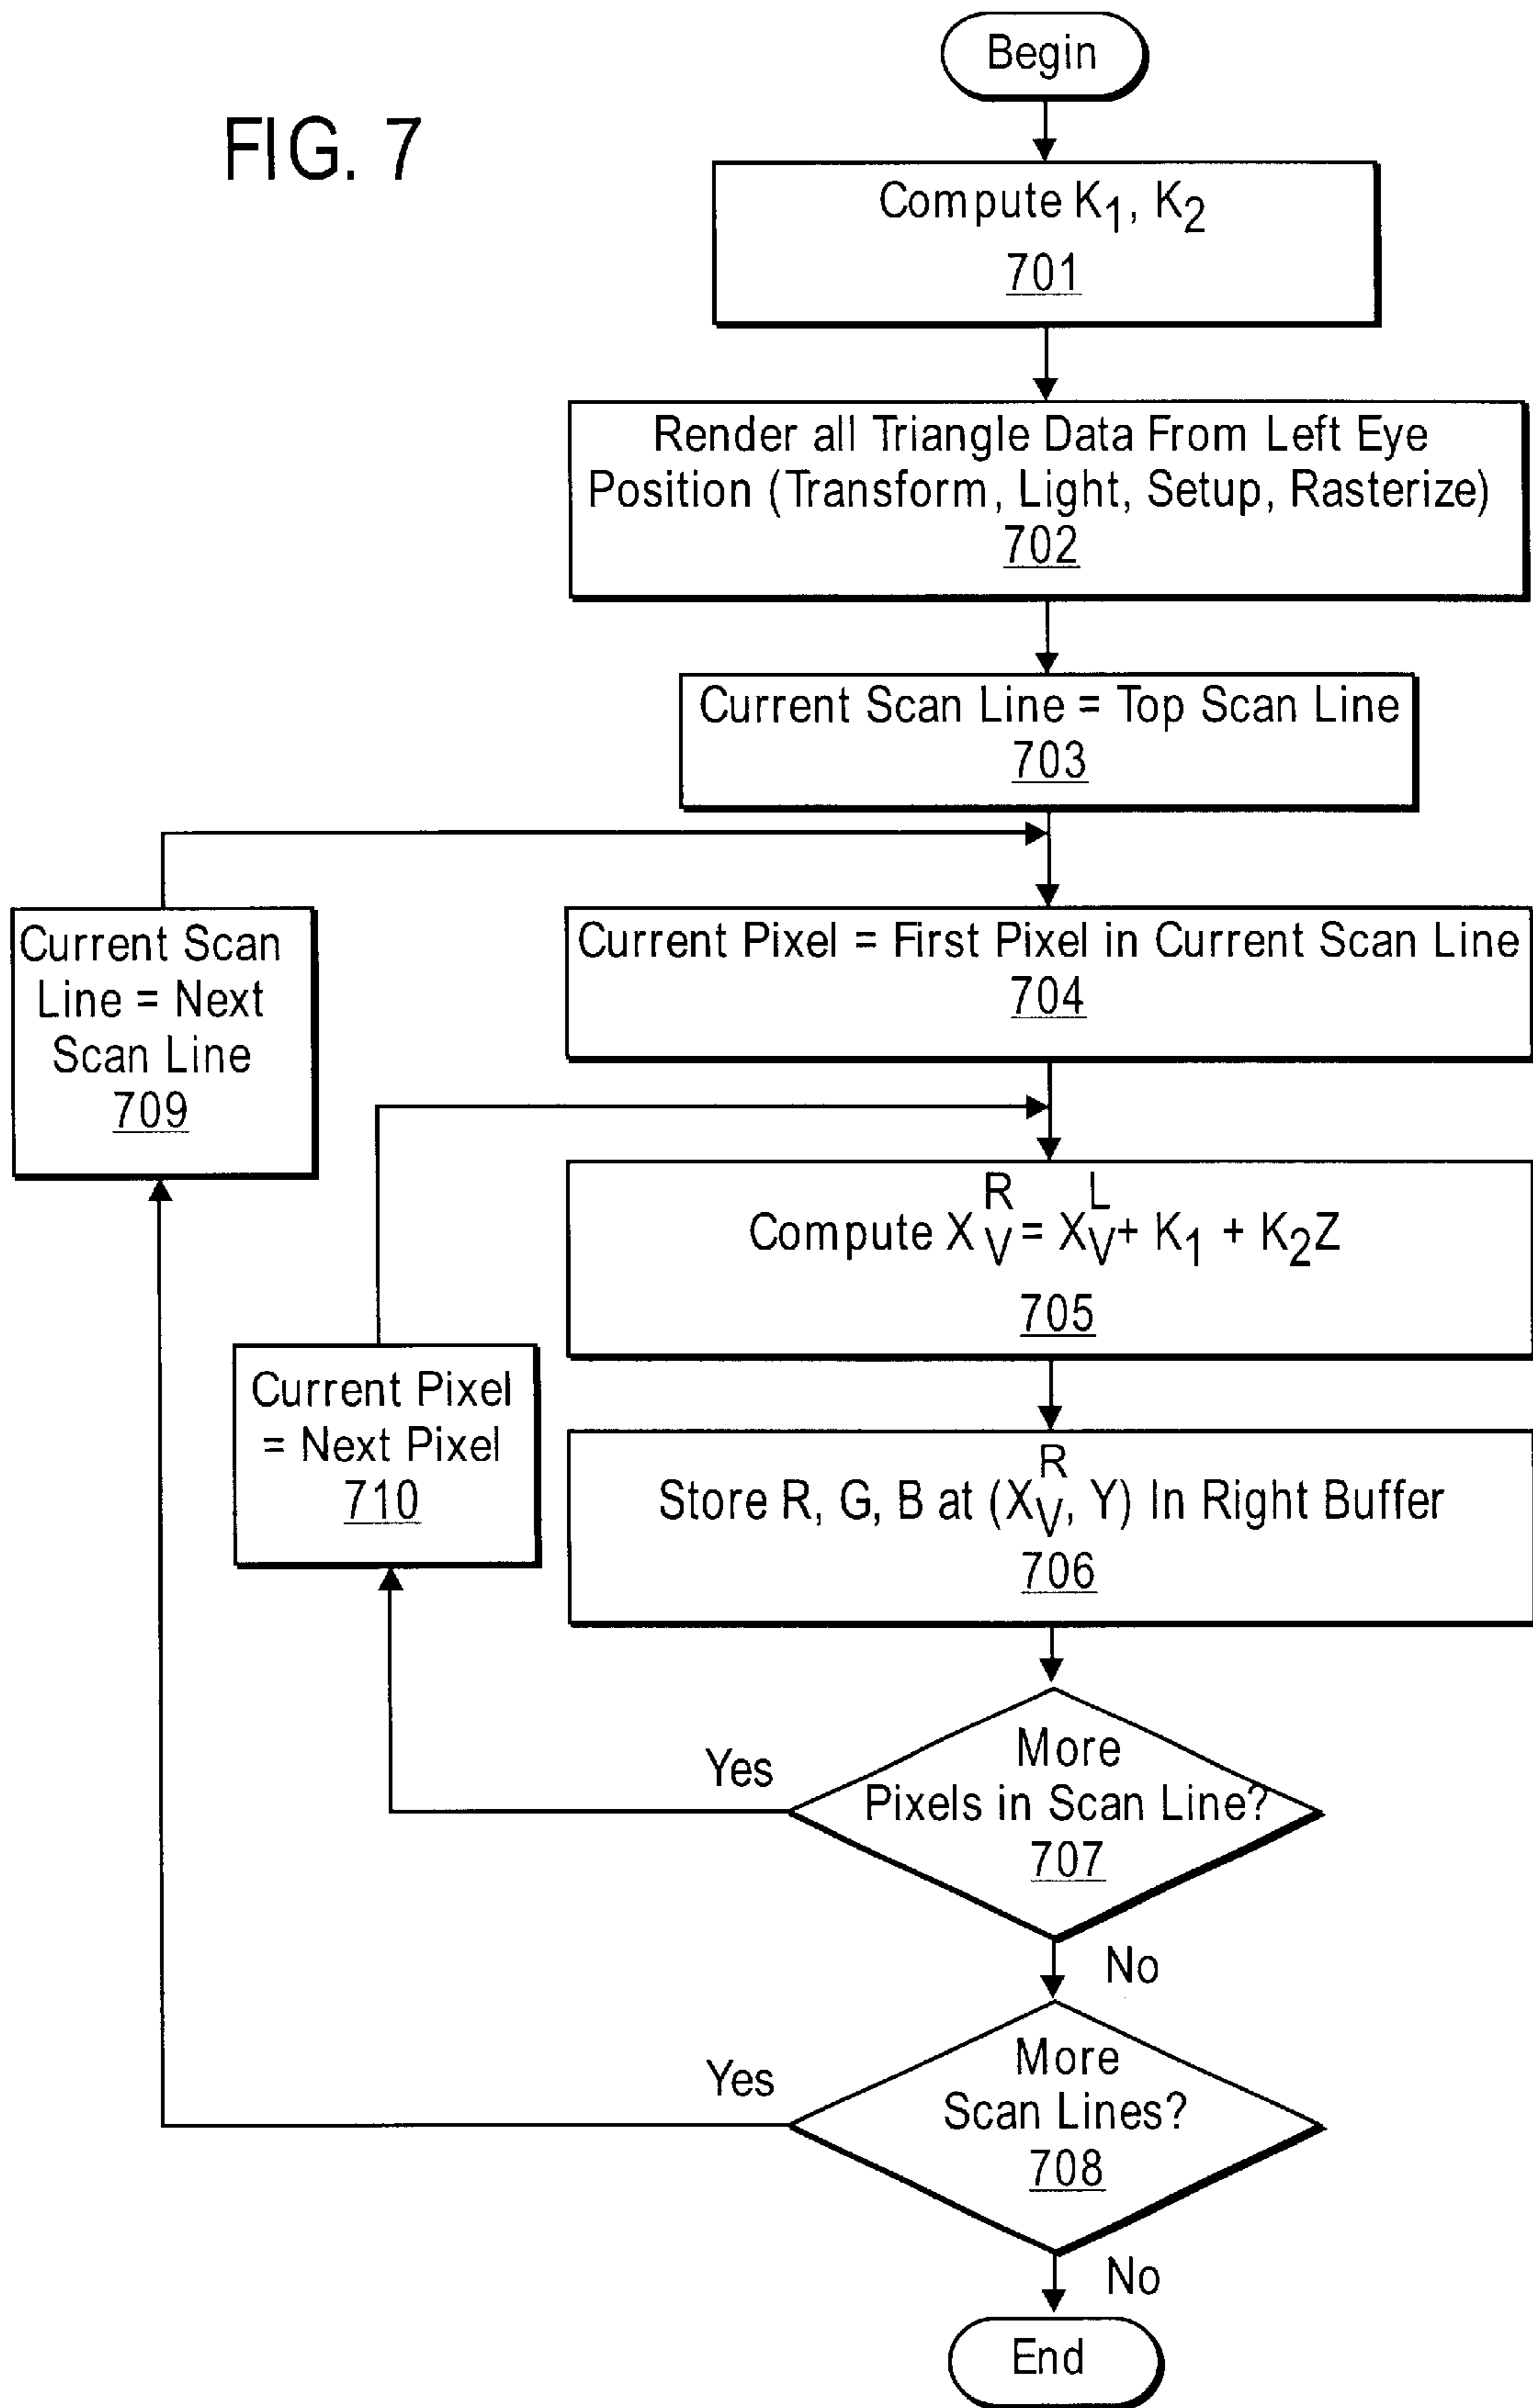 FIG. 7
Begin
Compute K₁, K₂
701
Render all Triangle Data From Left Eye
Position (Transform, Light, Setup, Rasterize)
702
Current Scan Line = Top Scan Line
703
Current Pixel = First Pixel in Current Scan Line
704
Current Scan
Line = Next
Scan Line
709
Compute X_V^R = X_V^L + K₁ + K₂Z
705
Current Pixel
= Next Pixel
710
Store R, G, B at (X_V^R, Y) In Right Buffer
706
More
Pixels in Scan Line?
707
Yes
No
More
Scan Lines?
708
Yes
No
End